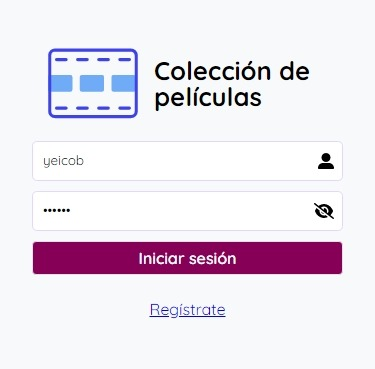 Colección de
películas
yeicob
••••••
Iniciar sesión
Regístrate